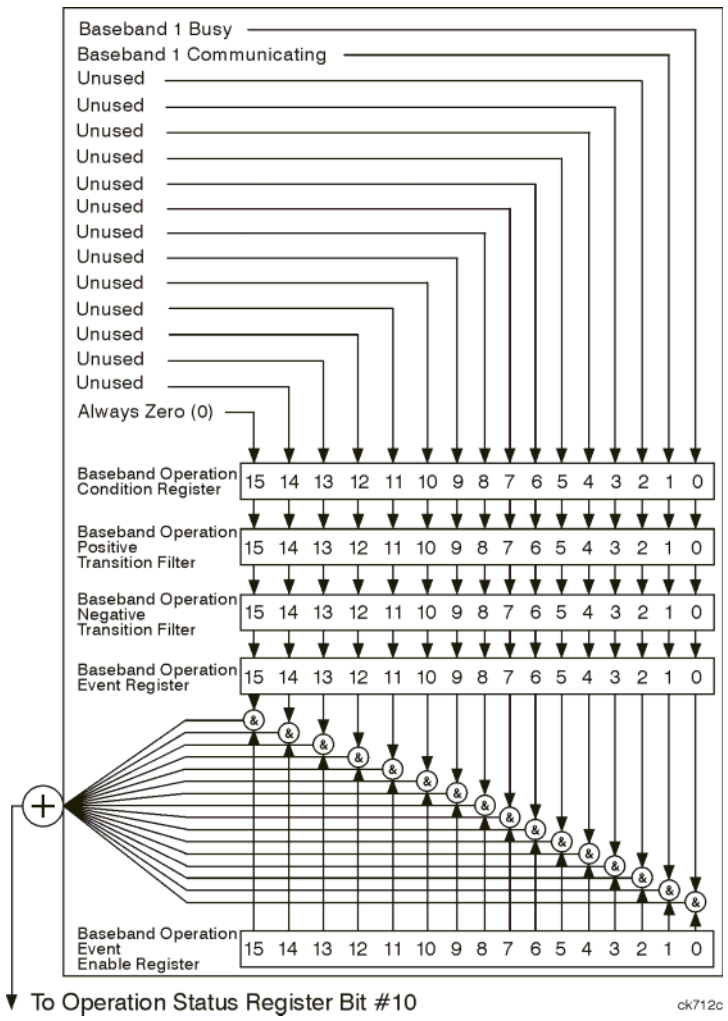 Baseband 1 Busy
Baseband 1 Communicating
Unused
Unused
Unused
Unused
Unused
Unused
Unused
Unused
Unused
Unused
Unused
Unused
Unused
Always Zero (0)
Baseband Operation
Condition Register
15 14 13 12 11 10 9 8 7 6 5 4 3 2 1 0
Baseband Operation
Positive
Transition Filter
15 14 13 12 11 10 9 8 7 6 5 4 3 2 1 0
Baseband Operation
Negative
Transition Filter
15 14 13 12 11 10 9 8 7 6 5 4 3 2 1 0
Baseband Operation
Event Register
15 14 13 12 11 10 9 8 7 6 5 4 3 2 1 0
& & & & & & & & & & & & & & & &
+
Baseband Operation
Event
Enable Register
15 14 13 12 11 10 9 8 7 6 5 4 3 2 1 0
To Operation Status Register Bit #10
ck712c